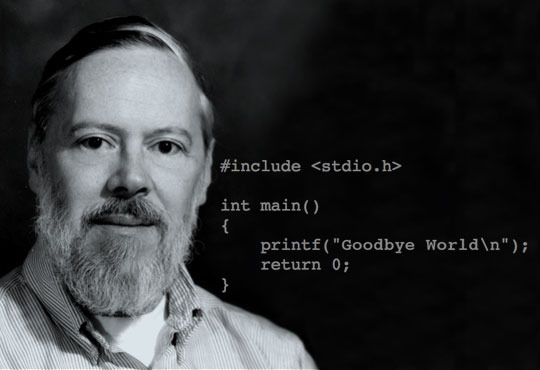 #include <stdio.h>
int main()
{
    printf("Goodbye World\n");
    return 0;
}